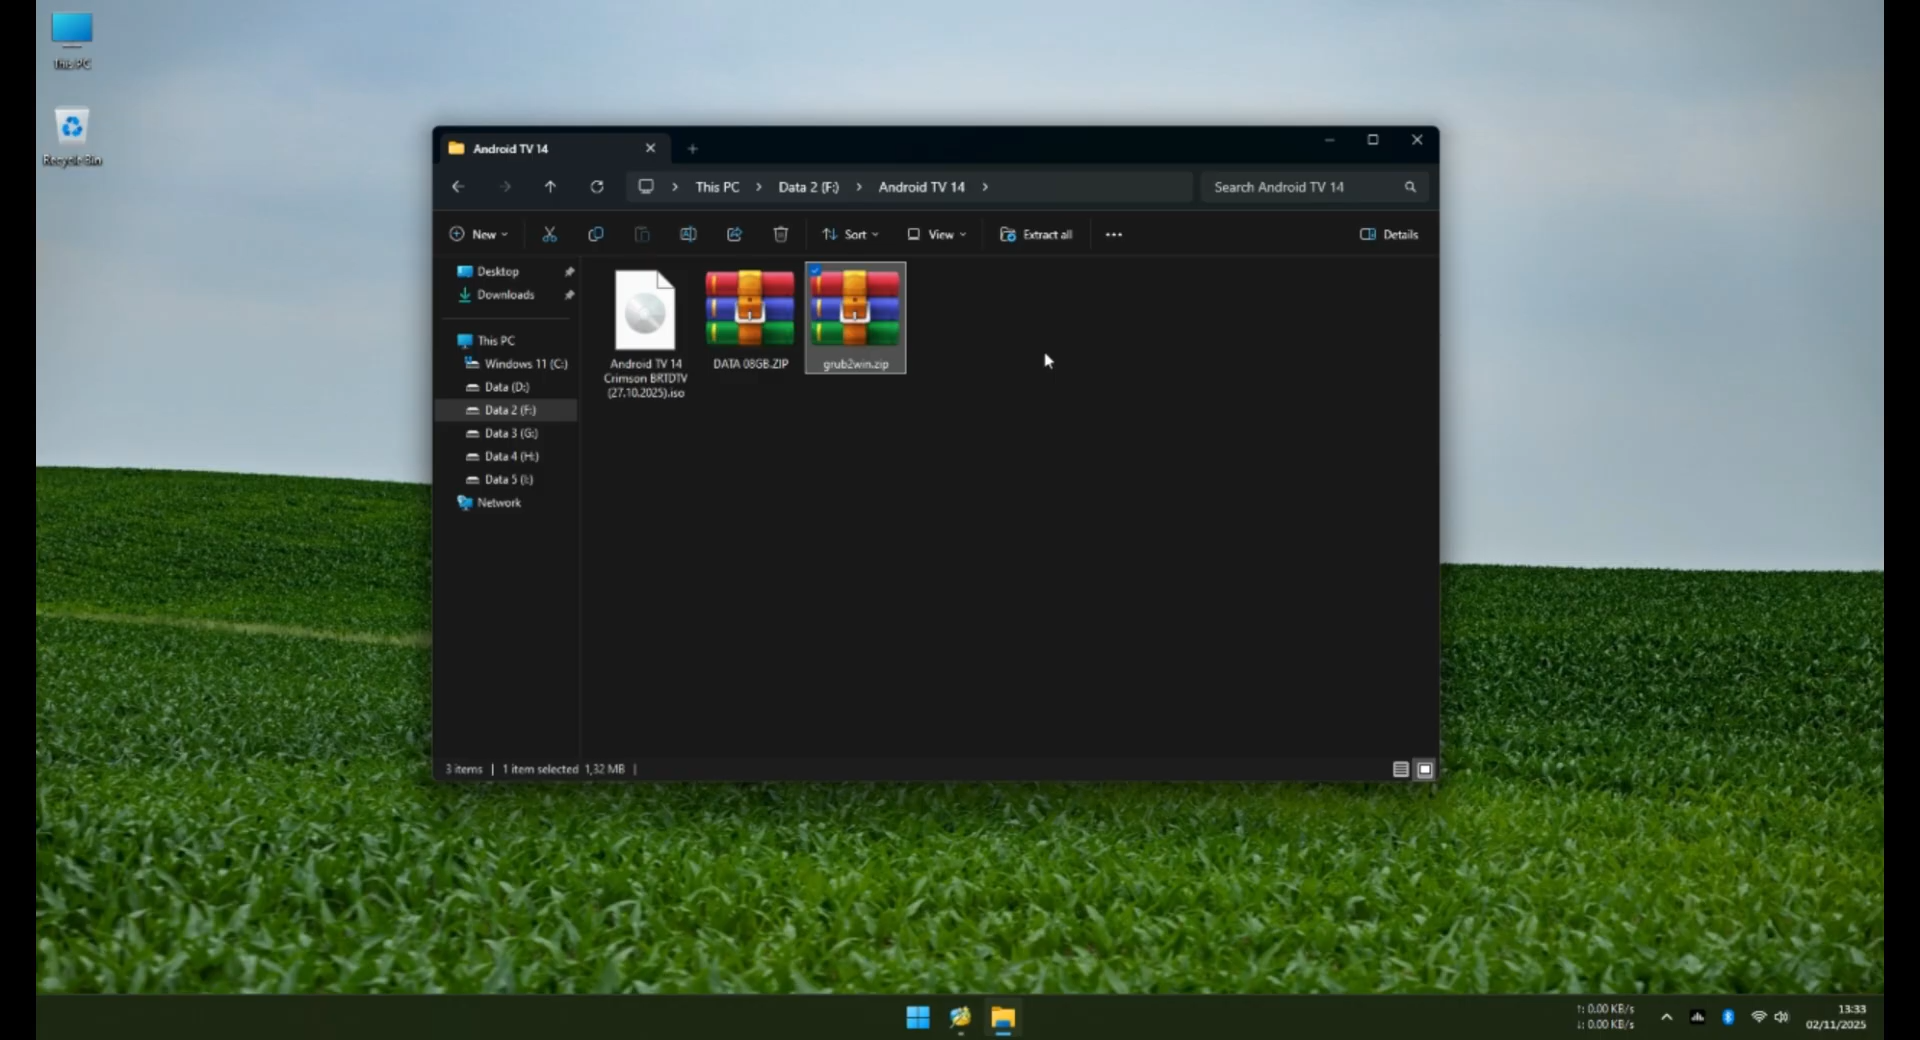 This PC
Recycle Bin
Android TV 14
This PC
Data 2 (F:)
Android TV 14
Search Android TV 14
New
Sort
View
Extract all
Details
Desktop
Downloads
This PC
Windows 11 (C:)
Data (D:)
Data 2 (F:)
Data 3 (G:)
Data 4 (H:)
Data 5 (I:)
Network
Android TV 14
Crimson BRTDTV
(27.10.2025).iso
DATA 08GB.ZIP
grub2win.zip
3 items
1 item selected 1,32 MB
↑: 0.00 KB/s
↓: 0.00 KB/s
13:33
02/11/2025